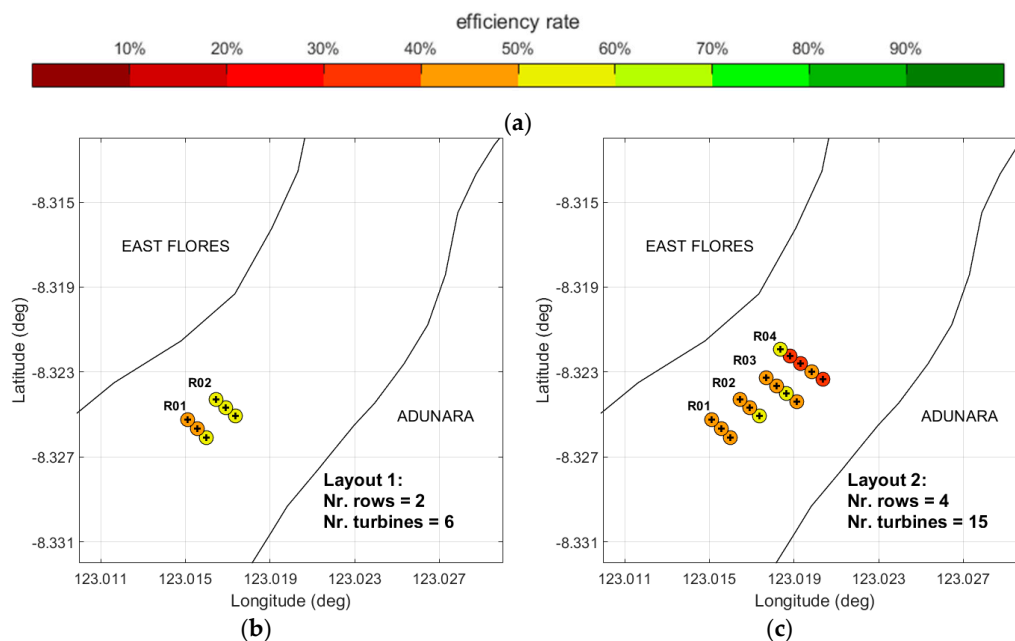 efficiency rate
10% 20% 30% 40% 50% 60% 70% 80% 90%
(a)
-8.315
-8.319
-8.323
-8.327
-8.331
Latitude (deg)
EAST FLORES
R02
R01
ADUNARA
Layout 1:
Nr. rows = 2
Nr. turbines = 6
123.011 123.015 123.019 123.023 123.027
Longitude (deg)
(b)
-8.315
-8.319
-8.323
-8.327
-8.331
Latitude (deg)
EAST FLORES
R04
R03
R02
R01
ADUNARA
Layout 2:
Nr. rows = 4
Nr. turbines = 15
123.011 123.015 123.019 123.023 123.027
Longitude (deg)
(c)